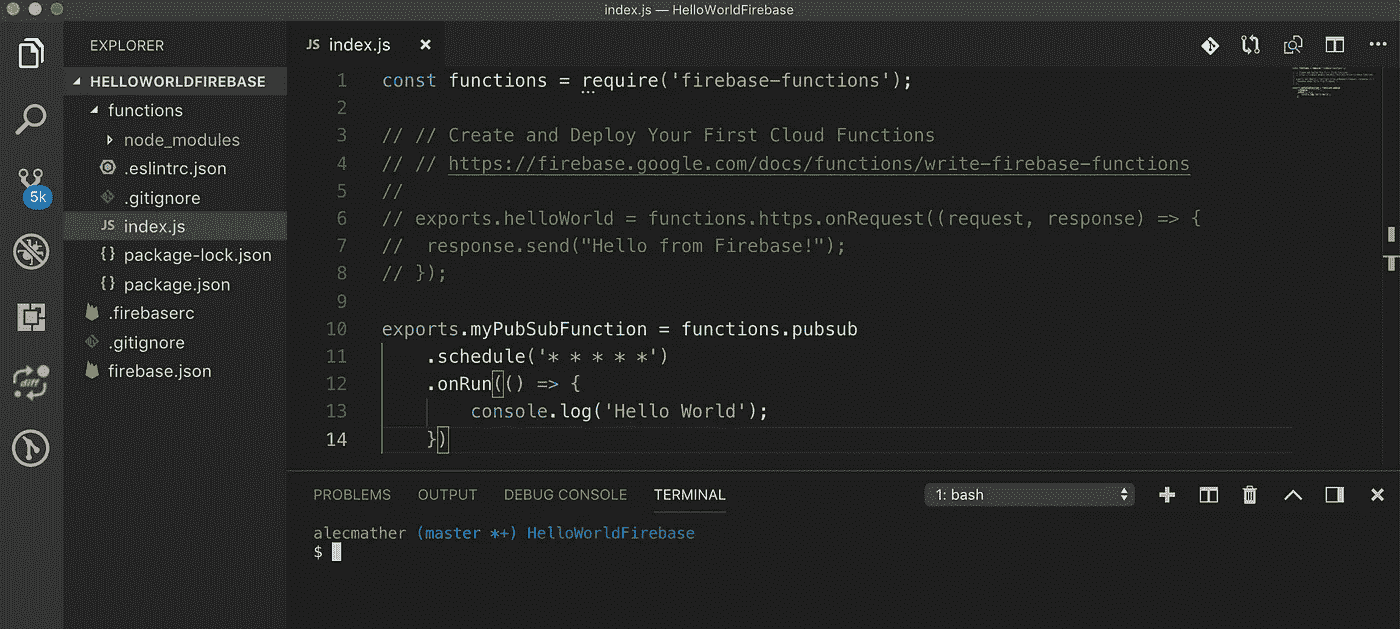 index.js — HelloWorldFirebase
EXPLORER
HELLOWORLDFIREBASE
functions
node_modules
.eslintrc.json
.gitignore
JS index.js
{} package-lock.json
{} package.json
.firebaserc
.gitignore
firebase.json
5k
diff
JS index.js ×
1 const functions = require('firebase-functions');
2
3 // // Create and Deploy Your First Cloud Functions
4 // // https://firebase.google.com/docs/functions/write-firebase-functions
5 //
6 // exports.helloWorld = functions.https.onRequest((request, response) => {
7 //  response.send("Hello from Firebase!");
8 // });
9
10 exports.myPubSubFunction = functions.pubsub
11     .schedule('* * * * *')
12     .onRun(() => {
13         console.log('Hello World');
14     })
PROBLEMS OUTPUT DEBUG CONSOLE TERMINAL 1: bash
alecmather (master *+) HelloWorldFirebase
$